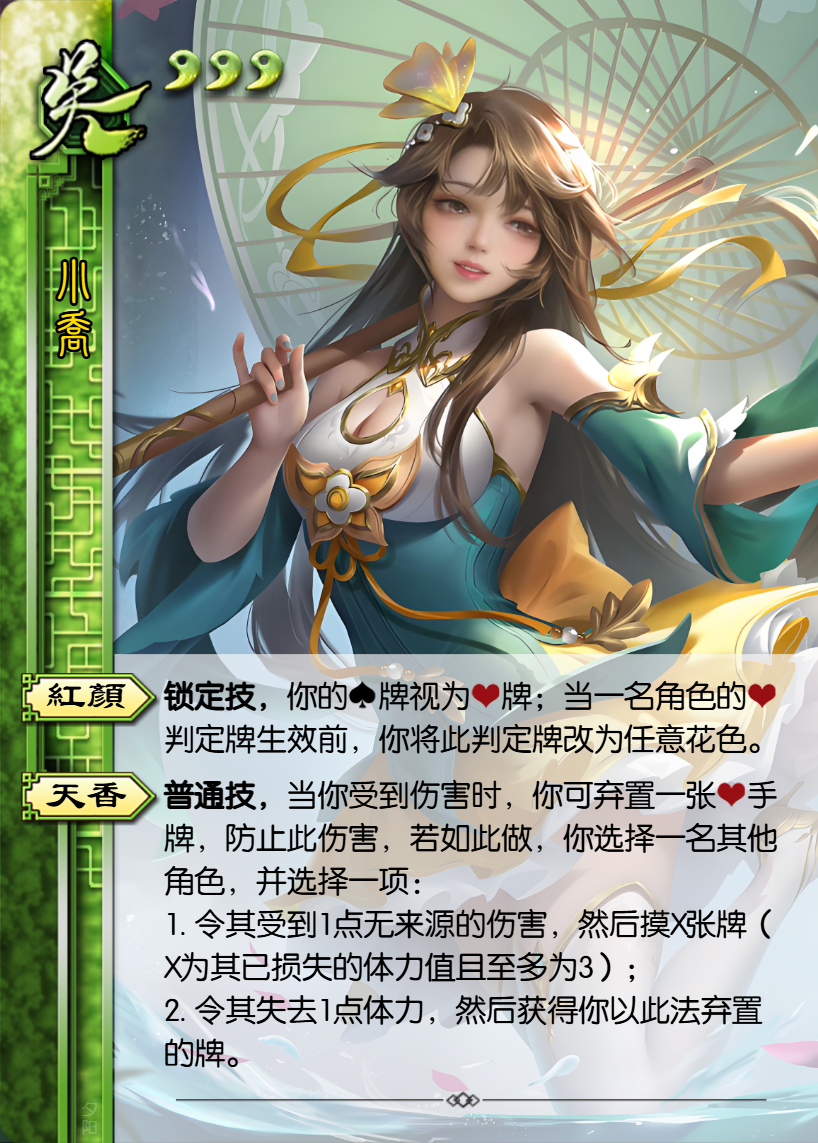 吴
小喬
紅顔
锁定技，你的♠牌视为♥牌；当一名角色的♥
判定牌生效前，你将此判定牌改为任意花色。
天香
普通技，当你受到伤害时，你可弃置一张♥手
牌，防止此伤害，若如此做，你选择一名其他
角色，并选择一项：
1. 令其受到1点无来源的伤害，然后摸X张牌（
X为其已损失的体力值且至多为3）；
2. 令其失去1点体力，然后获得你以此法弃置
的牌。
夕阳